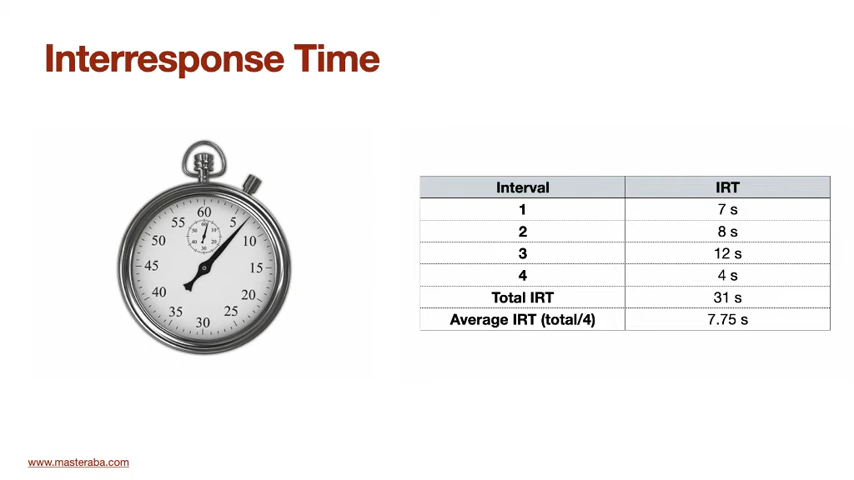 Interresponse Time
60
5
10
15
20
25
30
35
40
45
50
55
Interval IRT
1 7 s
2 8 s
3 12 s
4 4 s
Total IRT 31 s
Average IRT (total/4) 7.75 s
www.masteraba.com